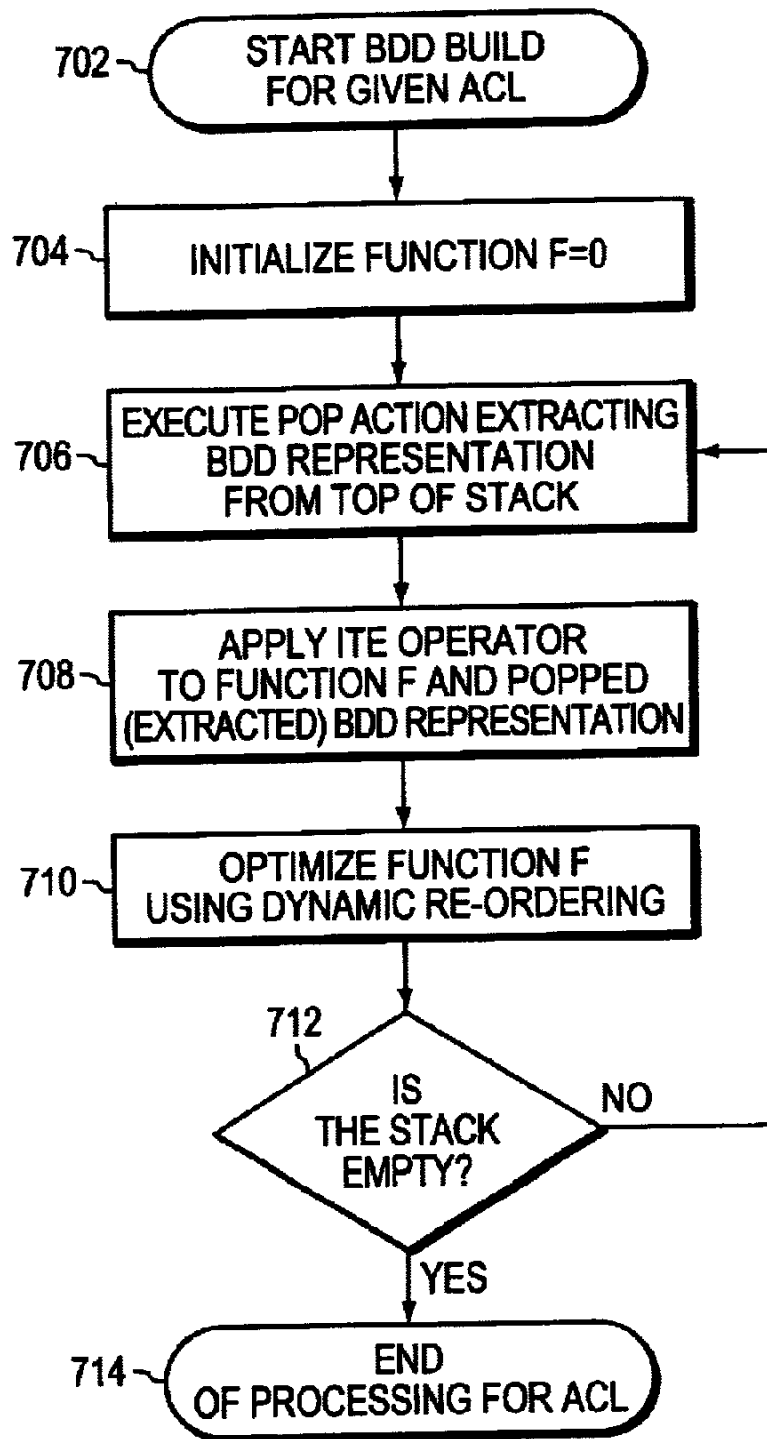 702
START BDD BUILD
FOR GIVEN ACL
704
INITIALIZE FUNCTION F=0
706
EXECUTE POP ACTION EXTRACTING
BDD REPRESENTATION
FROM TOP OF STACK
708
APPLY ITE OPERATOR
TO FUNCTION F AND POPPED
(EXTRACTED) BDD REPRESENTATION
710
OPTIMIZE FUNCTION F
USING DYNAMIC RE-ORDERING
712
IS
THE STACK
EMPTY?
NO
YES
714
END
OF PROCESSING FOR ACL